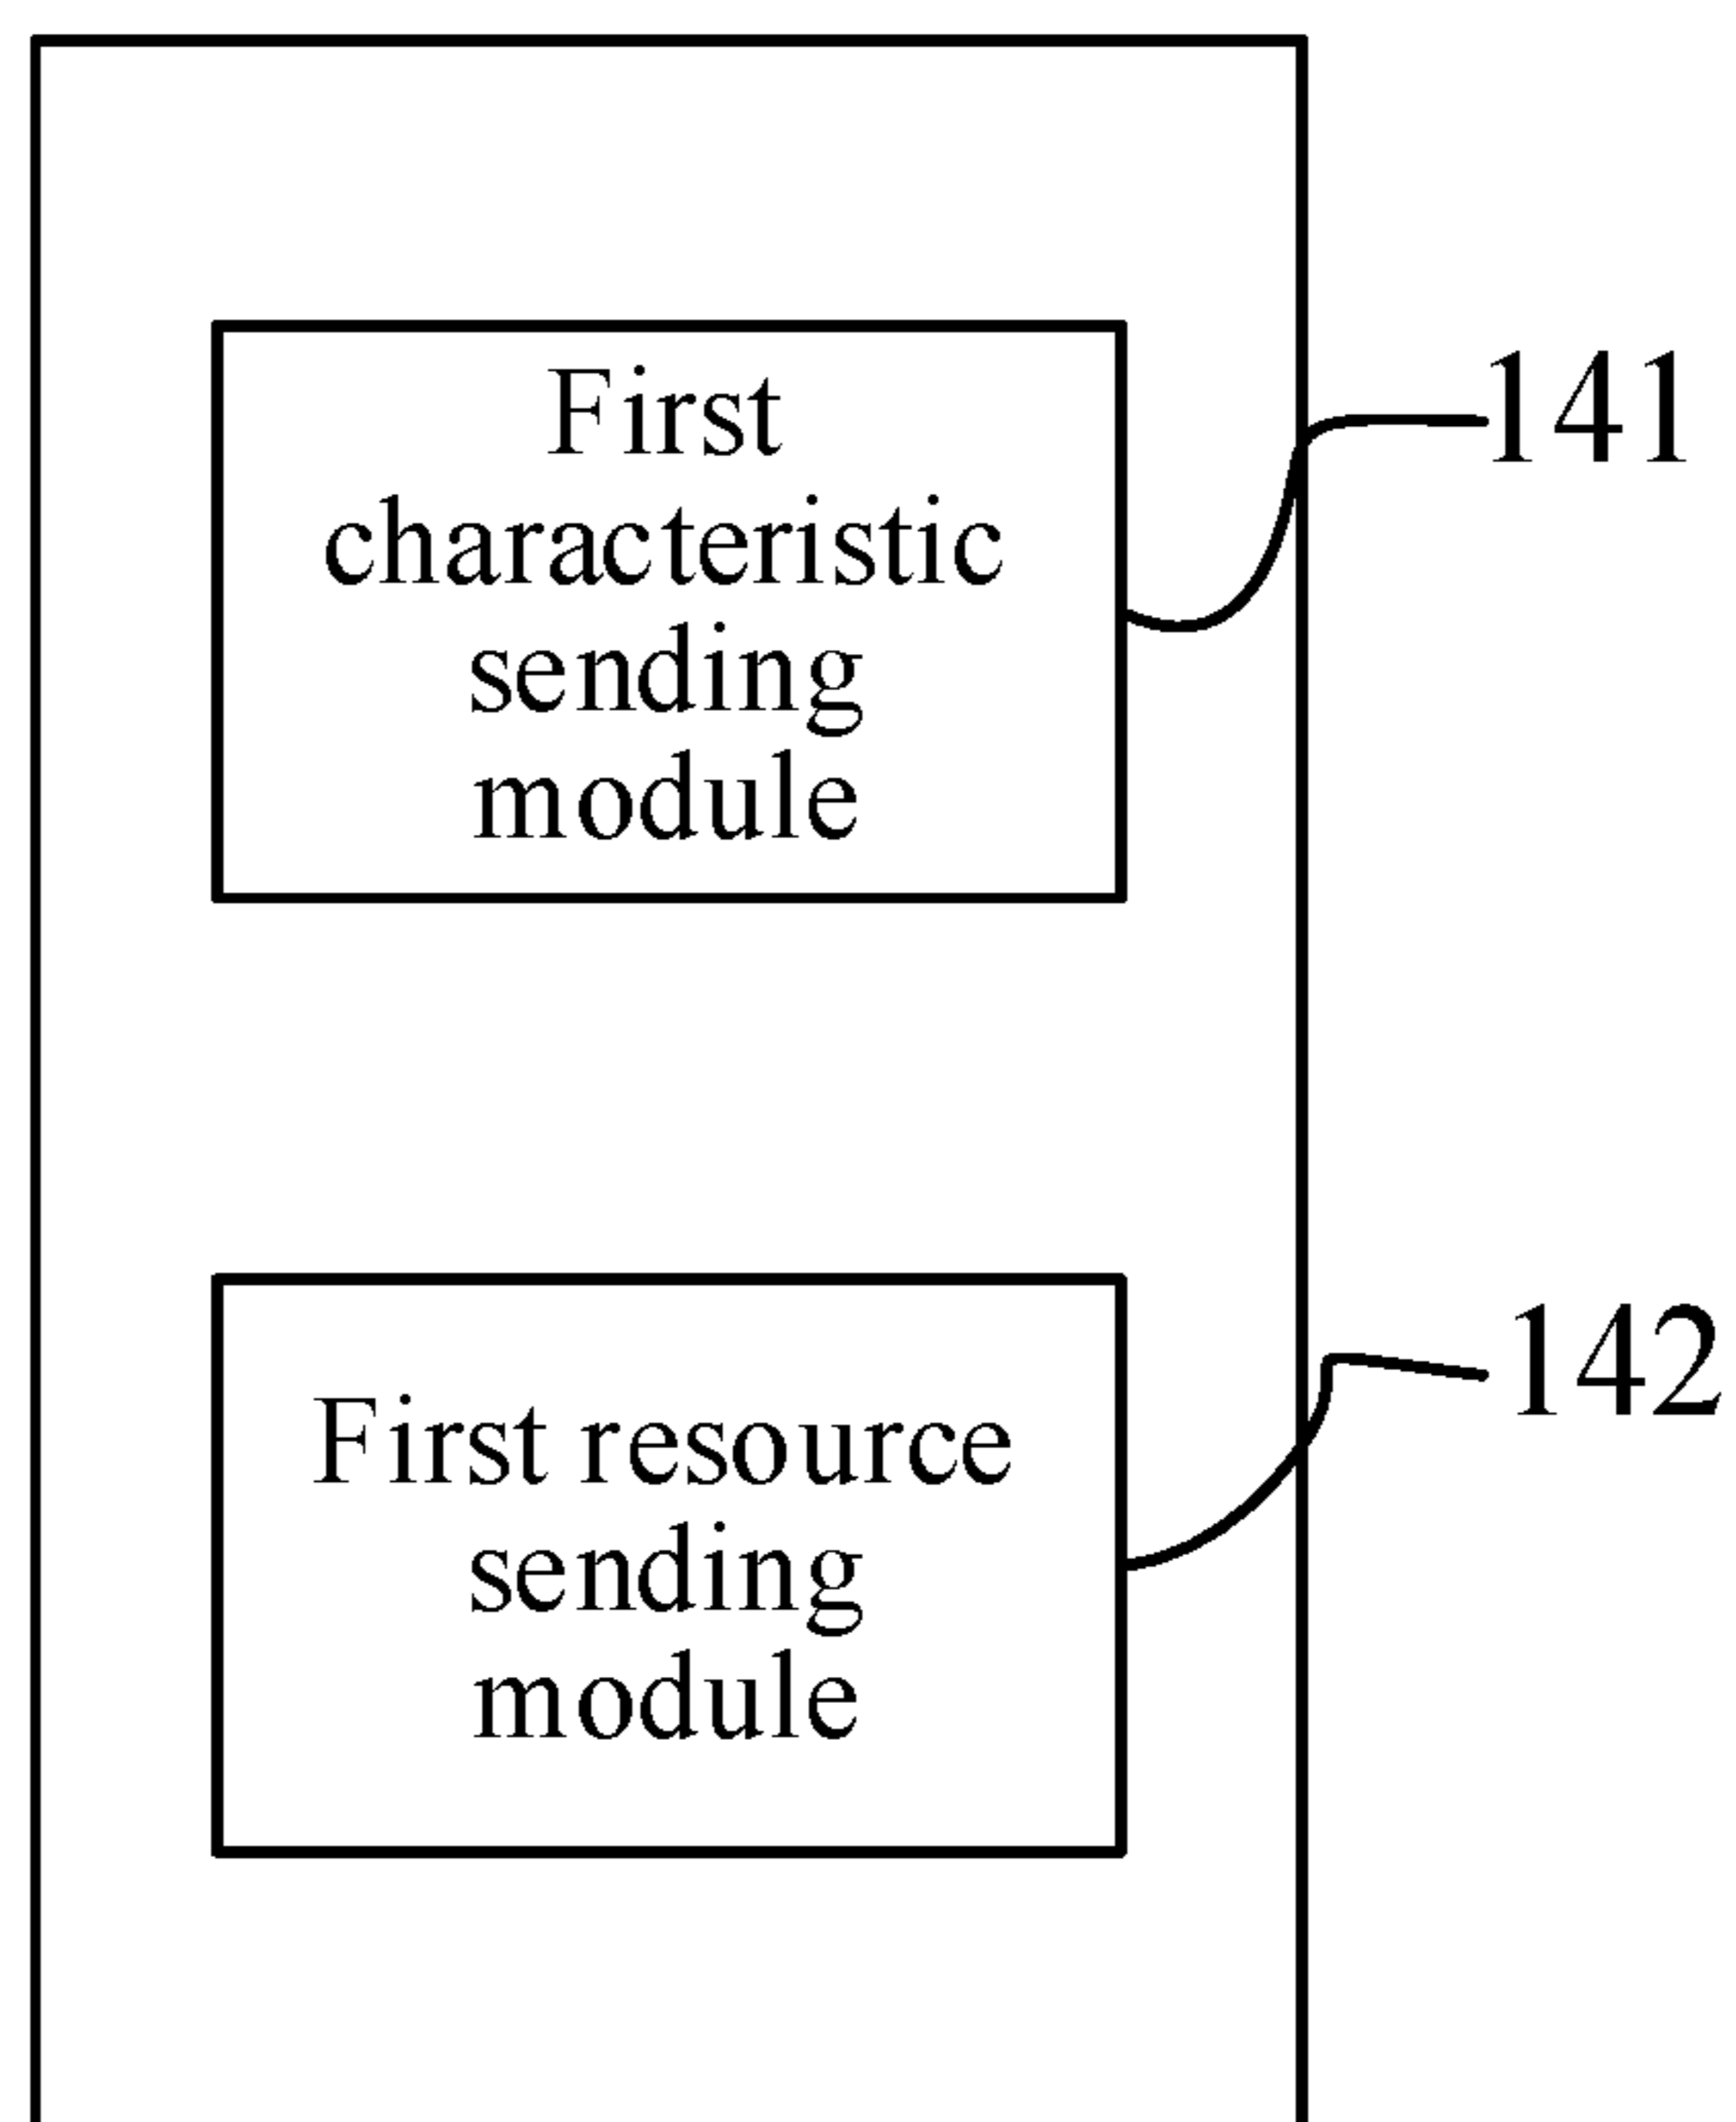 First
characteristic
sending
module
141
First resource
sending
module
142